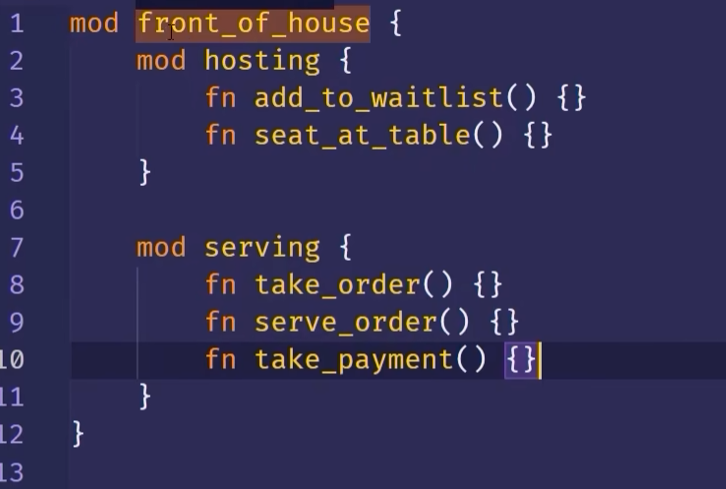 1 mod front_of_house {
2 mod hosting {
3 fn add_to_waitlist() {}
4 fn seat_at_table() {}
5 }
6
7 mod serving {
8 fn take_order() {}
9 fn serve_order() {}
10 fn take_payment() {}
11 }
12 }
13